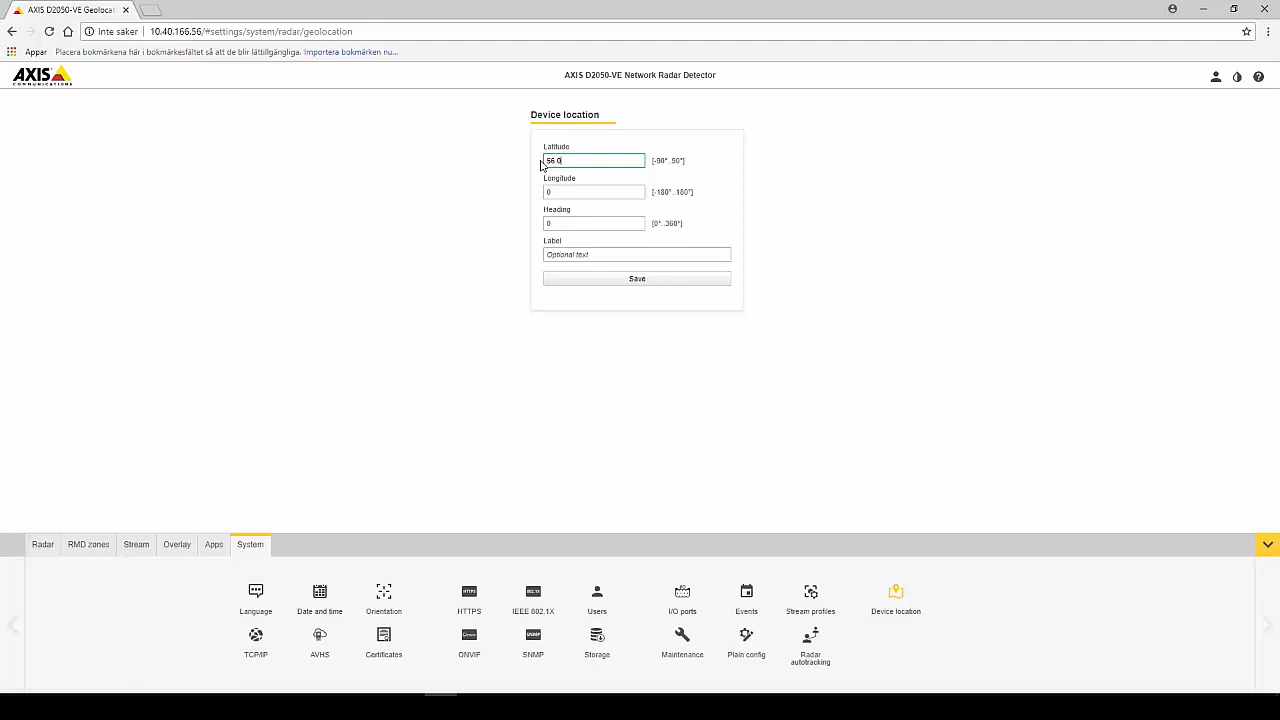 AXIS D2050-VE Geolocat
Inte säker
10.40.166.56/#settings/system/radar/geolocation
Appar
Placera bokmärkena här i bokmärkesfältet så att de blir lättillgängliga. Importera bokmärken nu...
AXIS
COMMUNICATIONS
AXIS D2050-VE Network Radar Detector
Device location
Latitude
56.0 [-90°..90°]
Longitude
0 [-180°..180°]
Heading
0 [0°..360°]
Label
Optional text
Save
Radar RMD zones Stream Overlay Apps System
HTTPS 802.1X I/O
Language Date and time Orientation HTTPS IEEE 802.1X Users I/O ports Events Stream profiles Device location
SNMP
TCP/IP AVHS Certificates ONVIF SNMP Storage Maintenance Plain config Radar autotracking